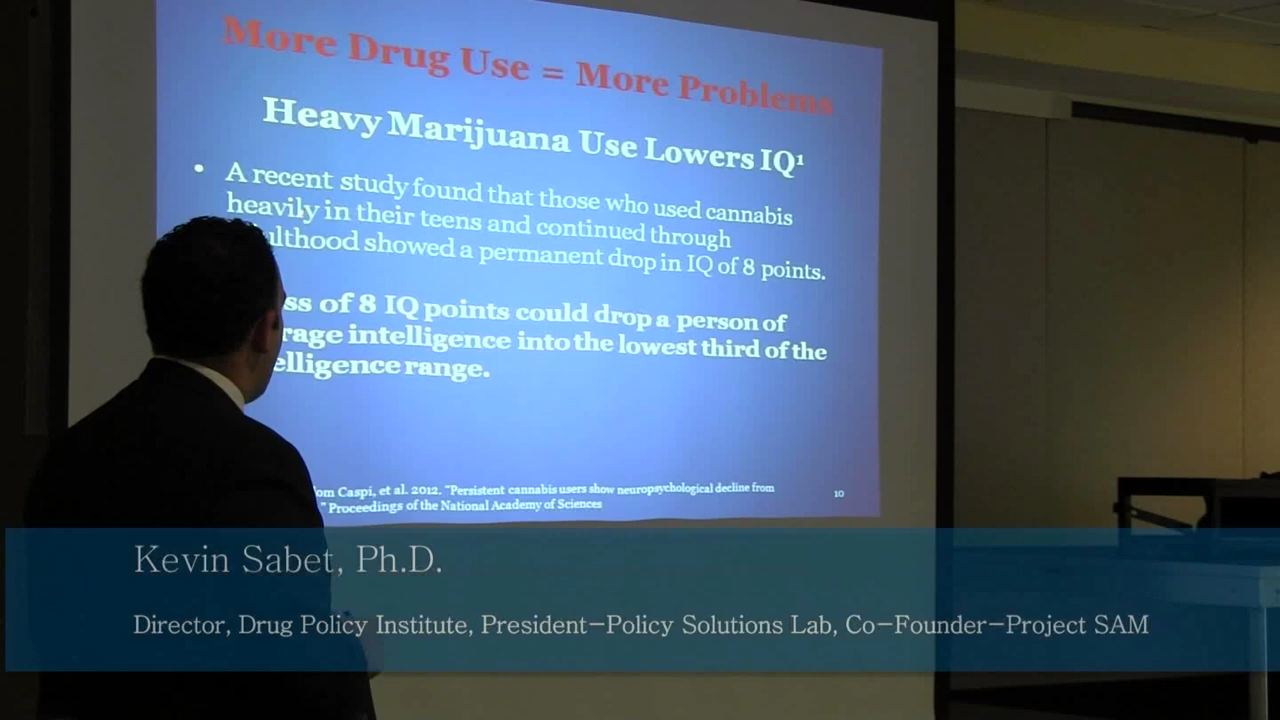 More Drug Use = More Problems
Heavy Marijuana Use Lowers IQ¹
• A recent study found that those who used cannabis
heavily in their teens and continued through
ulthood showed a permanent drop in IQ of 8 points.
ss of 8 IQ points could drop a person of
rage intelligence into the lowest third of the
elligence range.
om Caspi, et al. 2012. "Persistent cannabis users show neuropsychological decline from
" Proceedings of the National Academy of Sciences
10
Kevin Sabet, Ph.D.
Director, Drug Policy Institute, President-Policy Solutions Lab, Co-Founder-Project SAM